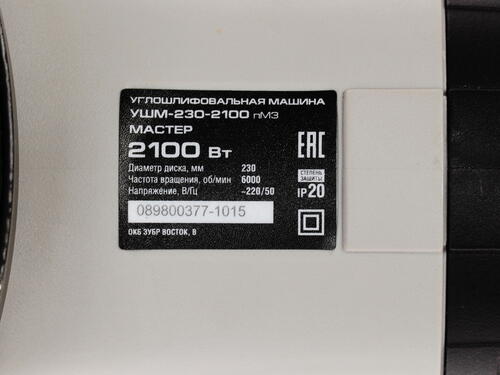 УГЛОШЛИФОВАЛЬНАЯ МАШИНА
УШМ-230-2100 пМ3
МАСТЕР
2100 Вт
Диаметр диска, мм 230
Частота вращения, об/мин 6000
Напряжение, В/Гц ~220/50
089800377-1015
ОКБ ЗУБР ВОСТОК, В
EAC
СТЕПЕНЬ
ЗАЩИТЫ
IP20